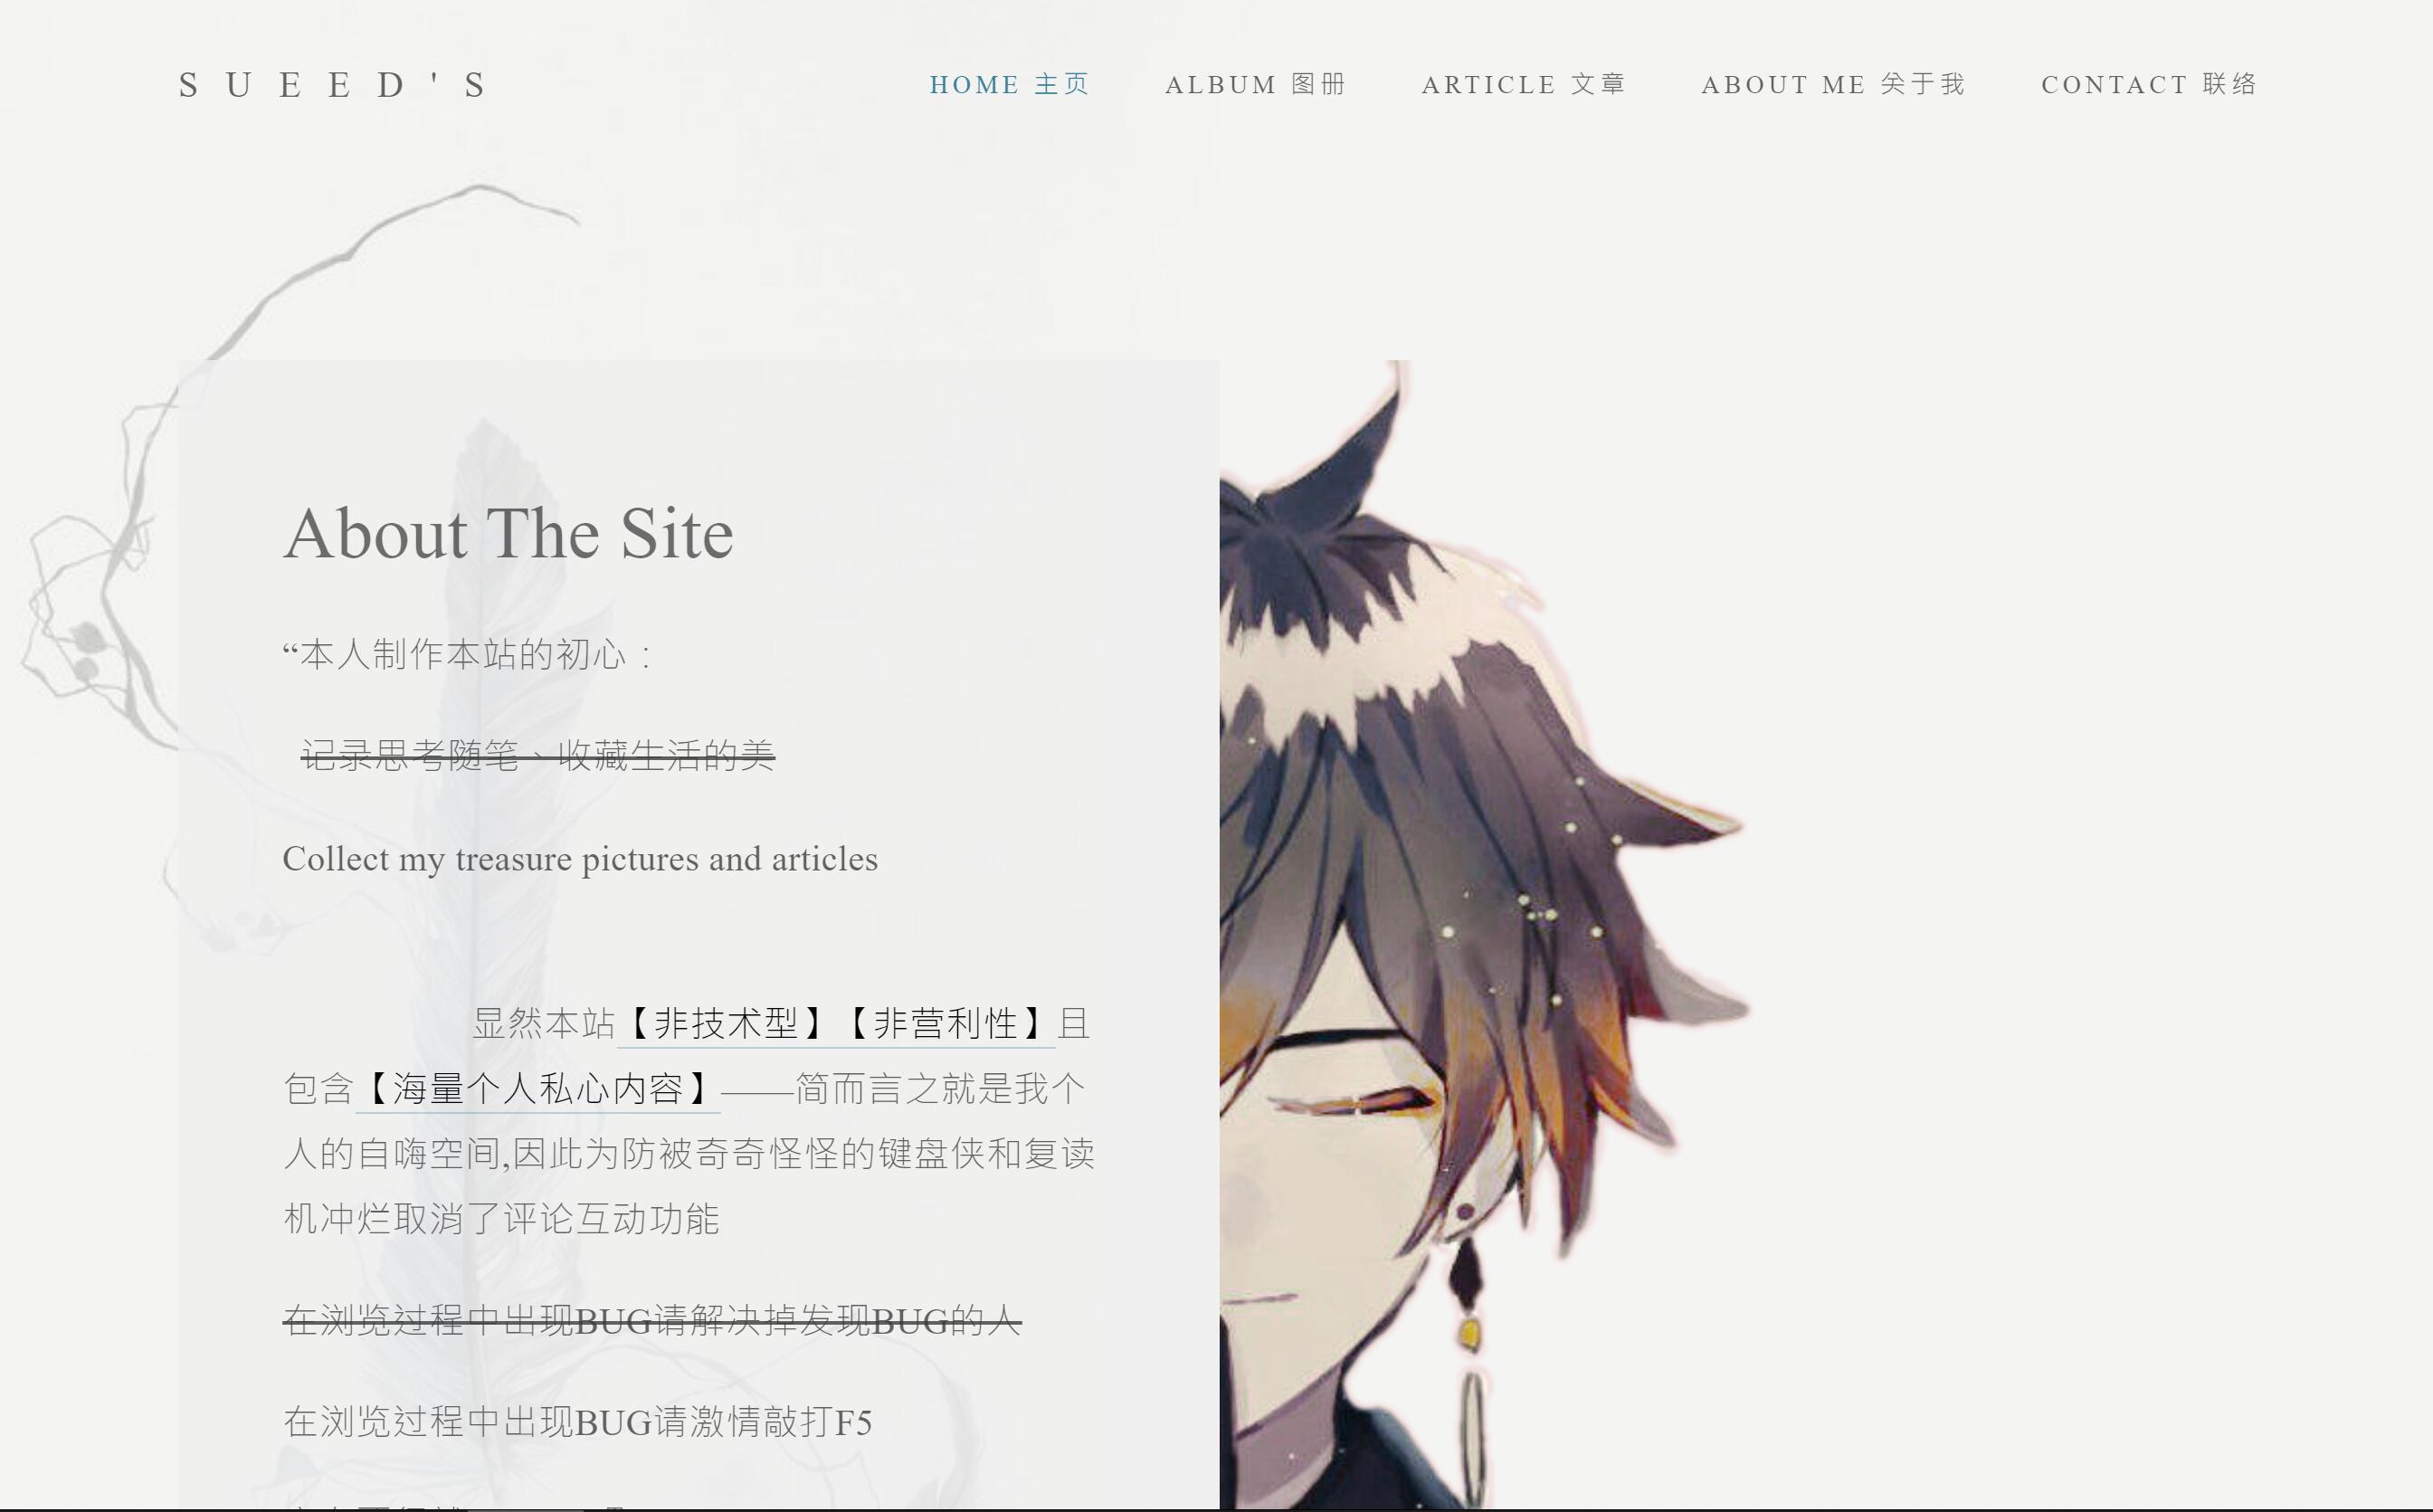 SUEED'S
HOME 主页 ALBUM 图册 ARTICLE 文章 ABOUT ME 关于我 CONTACT 联络
About The Site
“本人制作本站的初心：
记录思考随笔、收藏生活的美
Collect my treasure pictures and articles
显然本站【非技术型】【非营利性】且
包含【海量个人私心内容】——简而言之就是我个
人的自嗨空间,因此为防被奇奇怪怪的键盘侠和复读
机冲烂取消了评论互动功能
在浏览过程中出现BUG请解决掉发现BUG的人
在浏览过程中出现BUG请激情敲打F5